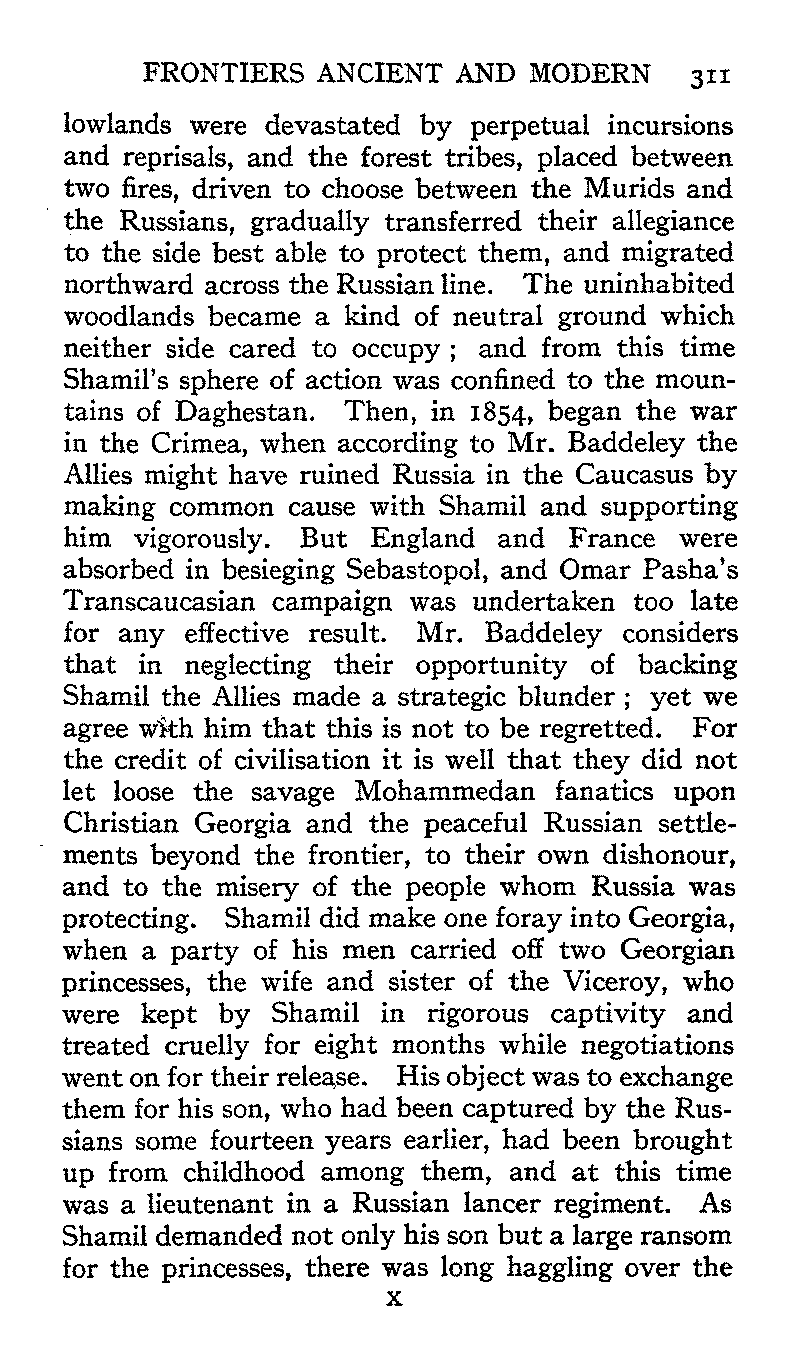 FRONTIERS ANCIENT AND MODERN 311
lowlands were devastated by perpetual incursions
and reprisals, and the forest tribes, placed between
two fires, driven to choose between the Murids and
the Russians, gradually transferred their allegiance
to the side best able to protect them, and migrated
northward across the Russian line. The uninhabited
woodlands became a kind of neutral ground which
neither side cared to occupy ; and from this time
Shamil's sphere of action was confined to the moun-
tains of Daghestan. Then, in 1854, began the war
in the Crimea, when according to Mr. Baddeley the
Allies might have ruined Russia in the Caucasus by
making common cause with Shamil and supporting
him vigorously. But England and France were
absorbed in besieging Sebastopol, and Omar Pasha's
Transcaucasian campaign was undertaken too late
for any effective result. Mr. Baddeley considers
that in neglecting their opportunity of backing
Shamil the Allies made a strategic blunder ; yet we
agree with him that this is not to be regretted. For
the credit of civilisation it is well that they did not
let loose the savage Mohammedan fanatics upon
Christian Georgia and the peaceful Russian settle-
ments beyond the frontier, to their own dishonour,
and to the misery of the people whom Russia was
protecting. Shamil did make one foray into Georgia,
when a party of his men carried off two Georgian
princesses, the wife and sister of the Viceroy, who
were kept by Shamil in rigorous captivity and
treated cruelly for eight months while negotiations
went on for their release. His object was to exchange
them for his son, who had been captured by the Rus-
sians some fourteen years earlier, had been brought
up from childhood among them, and at this time
was a lieutenant in a Russian lancer regiment. As
Shamil demanded not only his son but a large ransom
for the princesses, there was long haggling over the
X